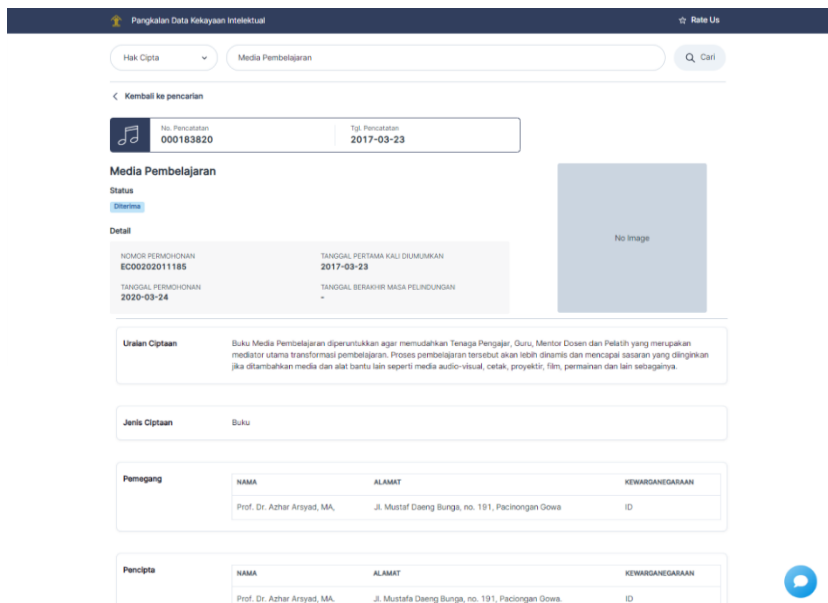 Pangkalan Data Kekayaan Intelektual
Rate Us
Hak Cipta
Media Pembelajaran
Cari
Kembali ke pencarian
No. Pencatatan
000183820
Tgl. Pencatatan
2017-03-23
Media Pembelajaran
Status
Diterima
Detail
No Image
NOMOR PERMOHONAN
EC00202011185
TANGGAL PERTAMA KALI DIUMUMKAN
2017-03-23
TANGGAL PERMOHONAN
2020-03-24
TANGGAL BERAKHIR MASA PELINDUNGAN
-
Uraian Ciptaan
Buku Media Pembelajaran diperuntukkan agar memudahkan Tenaga Pengajar, Guru, Mentor Dosen dan Pelatih yang merupakan
mediator utama transformasi pembelajaran. Proses pembelajaran tersebut akan lebih dinamis dan mencapai sasaran yang diinginkan
jika ditambahkan media dan alat bantu lain seperti media audio-visual, cetak, proyektir, film, permainan dan lain sebagainya.
Jenis Ciptaan
Buku
Pemegang
NAMA
ALAMAT
KEWARGANEGARAAN
Prof. Dr. Azhar Arsyad, MA,
Jl. Mustaf Daeng Bunga, no. 191, Pacinongan Gowa
ID
Pencipta
NAMA
ALAMAT
KEWARGANEGARAAN
Prof. Dr. Azhar Arsyad, MA.
Jl. Mustafa Daeng Bunga, no. 191, Paciongan Gowa.
ID